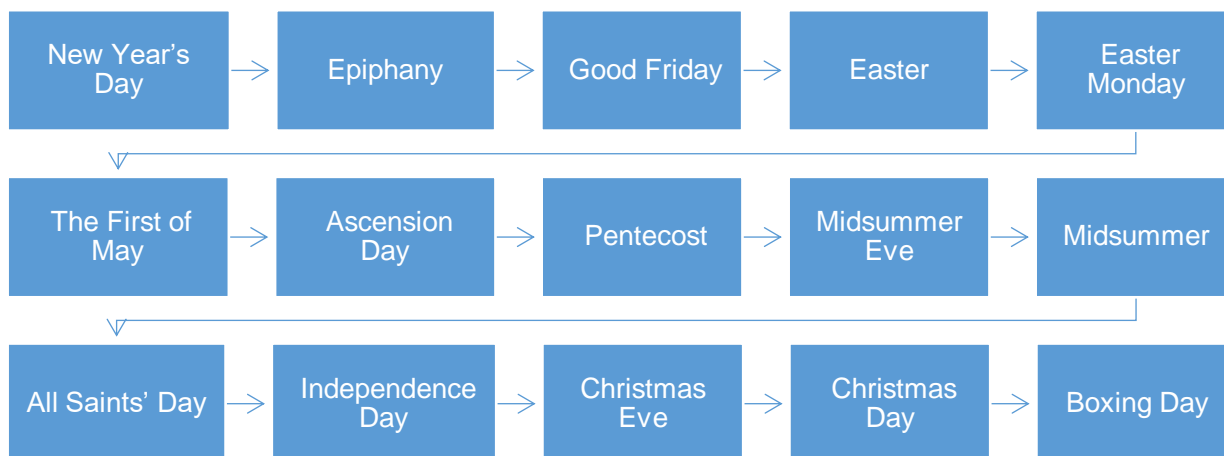 New Year’s
Day
Epiphany
Good Friday
Easter
Easter
Monday
The First of
May
Ascension
Day
Pentecost
Midsummer
Eve
Midsummer
All Saints’ Day
Independence
Day
Christmas
Eve
Christmas
Day
Boxing Day